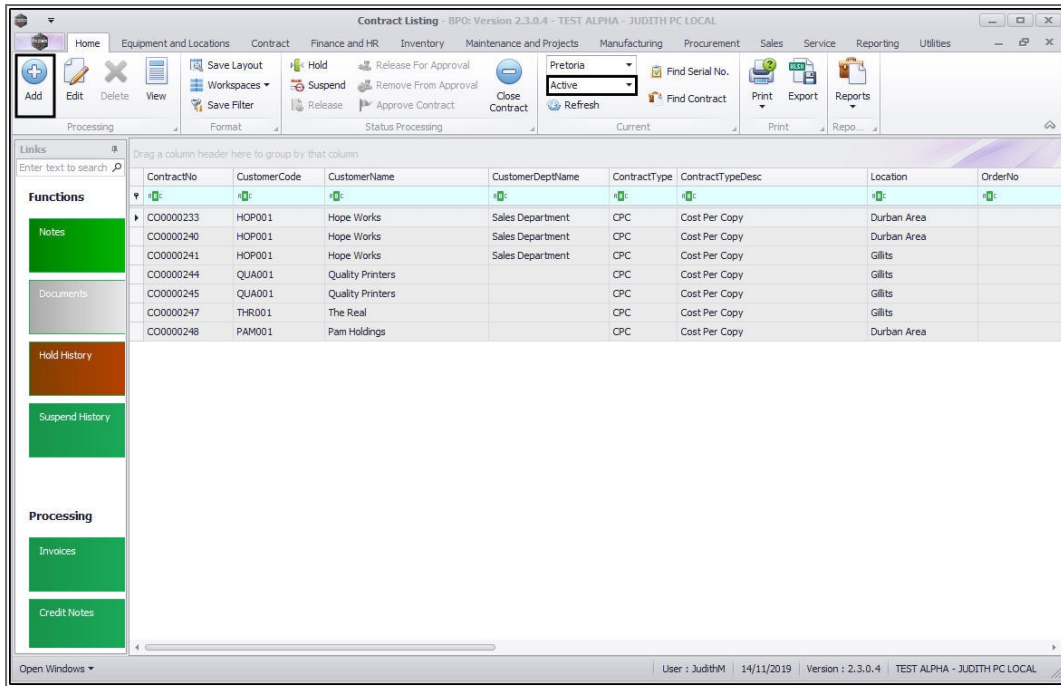 Contract Listing - BPO: Version 2.3.0.4 - TEST ALPHA - JUDITH PC LOCAL
Home Equipment and Locations Contract Finance and HR Inventory Maintenance and Projects Manufacturing Procurement Sales Service Reporting Utilities
Add
Edit
Delete
View
Save Layout
Workspaces
Save Filter
Hold
Suspend
Release
Release For Approval
Remove From Approval
Approve Contract
Close Contract
Pretoria
Active
Refresh
Find Serial No.
Find Contract
Print
Export
Reports
Processing Format Status Processing Current Print Repo...
Links
Enter text to search
Functions
Notes
Documents
Hold History
Suspend History
Processing
Invoices
Credit Notes
Drag a column header here to group by that column
ContractNo CustomerCode CustomerName CustomerDeptName ContractType ContractTypeDesc Location OrderNo
CO0000233 HOP001 Hope Works Sales Department CPC Cost Per Copy Durban Area
CO0000240 HOP001 Hope Works Sales Department CPC Cost Per Copy Durban Area
CO0000241 HOP001 Hope Works Sales Department CPC Cost Per Copy Gillits
CO0000244 QUA001 Quality Printers CPC Cost Per Copy Gillits
CO0000245 QUA001 Quality Printers CPC Cost Per Copy Gillits
CO0000247 THR001 The Real CPC Cost Per Copy Gillits
CO0000248 PAM001 Pam Holdings CPC Cost Per Copy Durban Area
Open Windows User : JudithM 14/11/2019 Version : 2.3.0.4 TEST ALPHA - JUDITH PC LOCAL